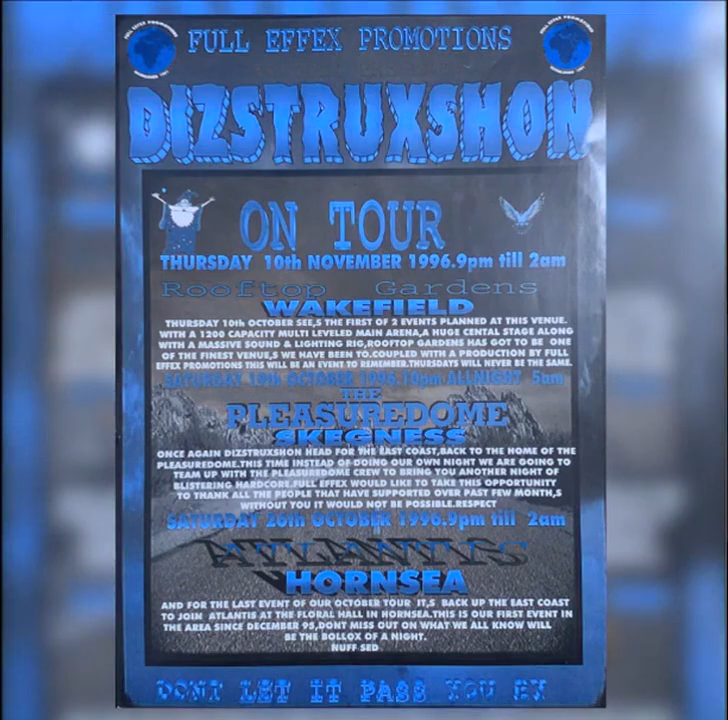 FULL EFFEX PROMOTIONS
DIZSTRUXSHON
ON TOUR
THURSDAY 10th NOVEMBER 1996.9pm till 2am
Rooftop Gardens
WAKEFIELD
THURSDAY 10th OCTOBER SEE,S THE FIRST OF 2 EVENTS PLANNED AT THIS VENUE.
WITH A 1200 CAPACITY MULTI LEVELED MAIN ARENA,A HUGE CENTAL STAGE ALONG
WITH A MASSIVE SOUND & LIGHTING RIG,ROOFTOP GARDENS HAS GOT TO BE ONE
OF THE FINEST VENUE,S WE HAVE BEEN TO.COUPLED WITH A PRODUCTION BY FULL
EFFEX PROMOTIONS THIS WILL BE AN EVENT TO REMEMBER.THURSDAYS WILL NEVER BE THE SAME.
SATURDAY 19th OCTOBER 1996.10pm ALLNIGHT 5am
THE
PLEASUREDOME
SKEGNESS
ONCE AGAIN DIZSTRUXSHON HEAD FOR THE EAST COAST,BACK TO THE HOME OF THE
PLEASUREDOME.THIS TIME INSTEAD OF DOING OUR OWN NIGHT WE ARE GOING TO
TEAM UP WITH THE PLEASUREDOME CREW TO BRING YOU ANOTHER NIGHT OF
BLISTERING HARDCORE.FULL EFFEX WOULD LIKE TO TAKE THIS OPPORTUNITY
TO THANK ALL THE PEOPLE THAT HAVE SUPPORTED OVER PAST FEW MONTH,S
WITHOUT YOU IT WOULD NOT BE POSSIBLE.RESPECT
SATURDAY 26th OCTOBER 1996.9pm till 2am
ATLANTIS
HORNSEA
AND FOR THE LAST EVENT OF OUR OCTOBER TOUR IT,S BACK UP THE EAST COAST
TO JOIN ATLANTIS AT THE FLORAL HALL IN HORNSEA.THIS IS OUR FIRST EVENT IN
THE AREA SINCE DECEMBER 95,DONT MISS OUT ON WHAT WE ALL KNOW WILL
BE THE BOLLOX OF A NIGHT.
NUFF SED
DONT LET IT PASS YOU BY